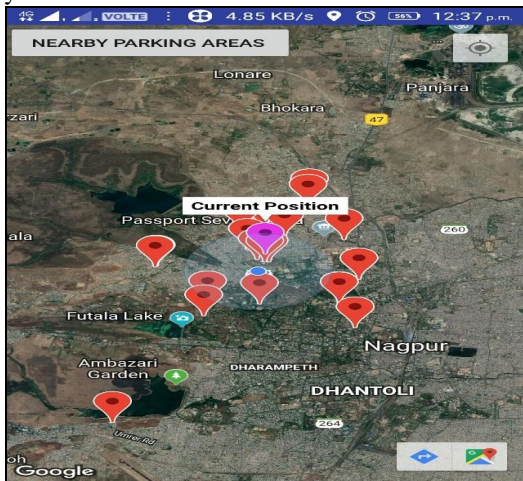 y
4G VOLTE : 4.85 KB/s 56% 12:37 p.m.
NEARBY PARKING AREAS
Lonare
Panjara
Bhokara
zari
47
Current Position
Passport Sev a
ala
260
Futala Lake
Nagpur
Ambazari
Garden
DHARAMPETH
DHANTOLI
264
Umrer Rd
oh
Google